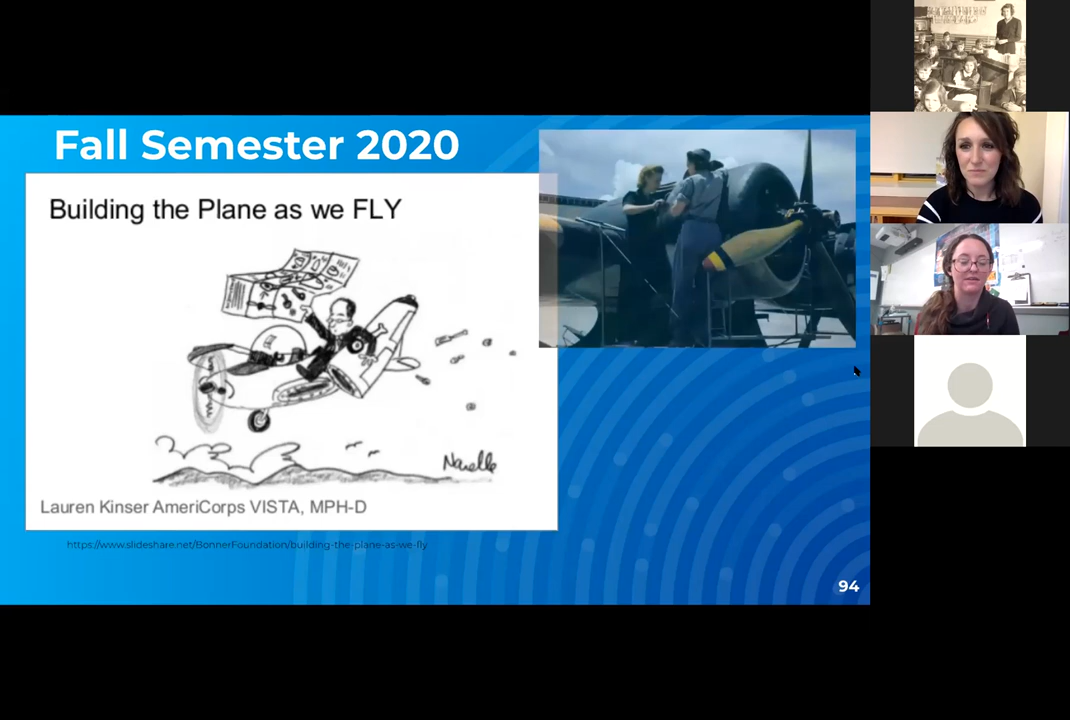 Fall Semester 2020
Building the Plane as we FLY
Narelle
Lauren Kinser AmeriCorps VISTA, MPH-D
https://www.slideshare.net/BonnerFoundation/building-the-plane-as-we-fly
94